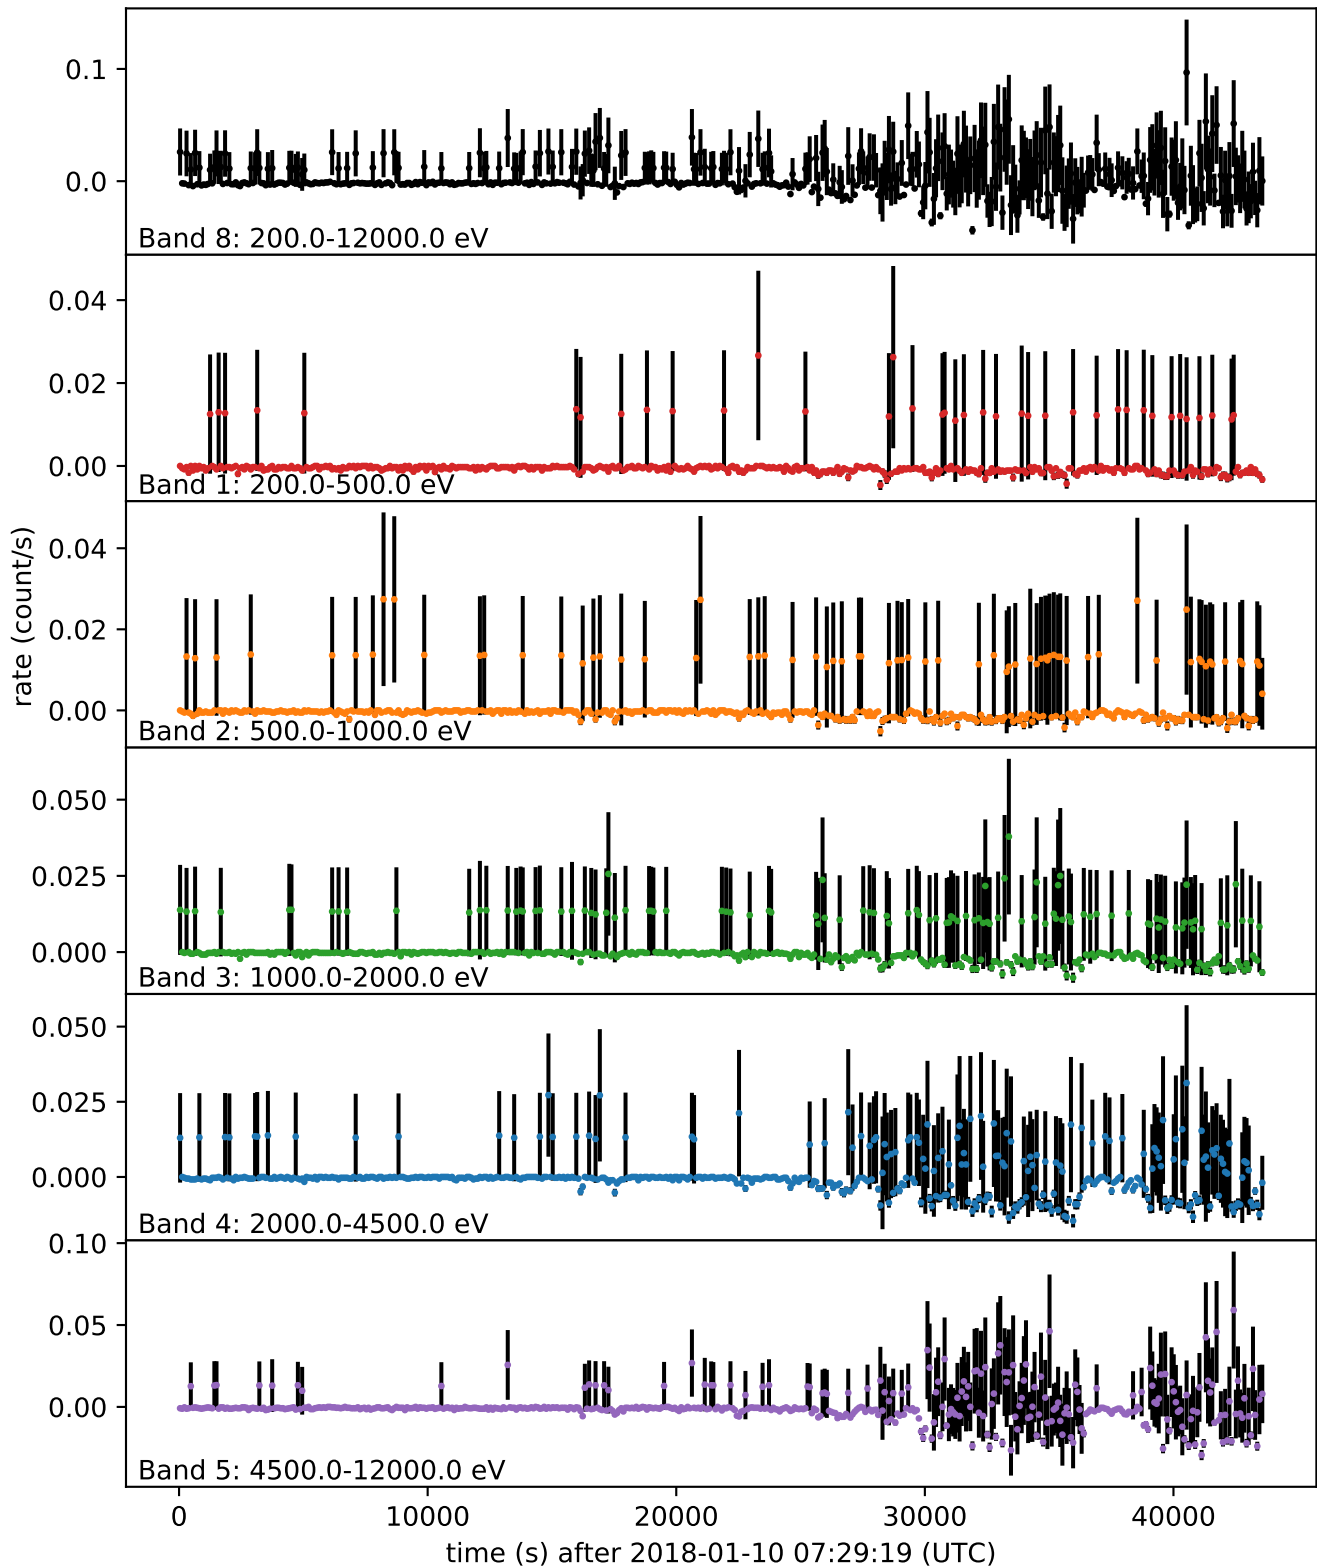 0.1
0.0
Band 8: 200.0-12000.0 eV
0.04
0.02
0.00
Band 1: 200.0-500.0 eV
rate (count/s)
0.04
0.02
0.00
Band 2: 500.0-1000.0 eV
0.050
0.025
0.000
Band 3: 1000.0-2000.0 eV
0.050
0.025
0.000
Band 4: 2000.0-4500.0 eV
0.10
0.05
0.00
Band 5: 4500.0-12000.0 eV
0 10000 20000 30000 40000
time (s) after 2018-01-10 07:29:19 (UTC)